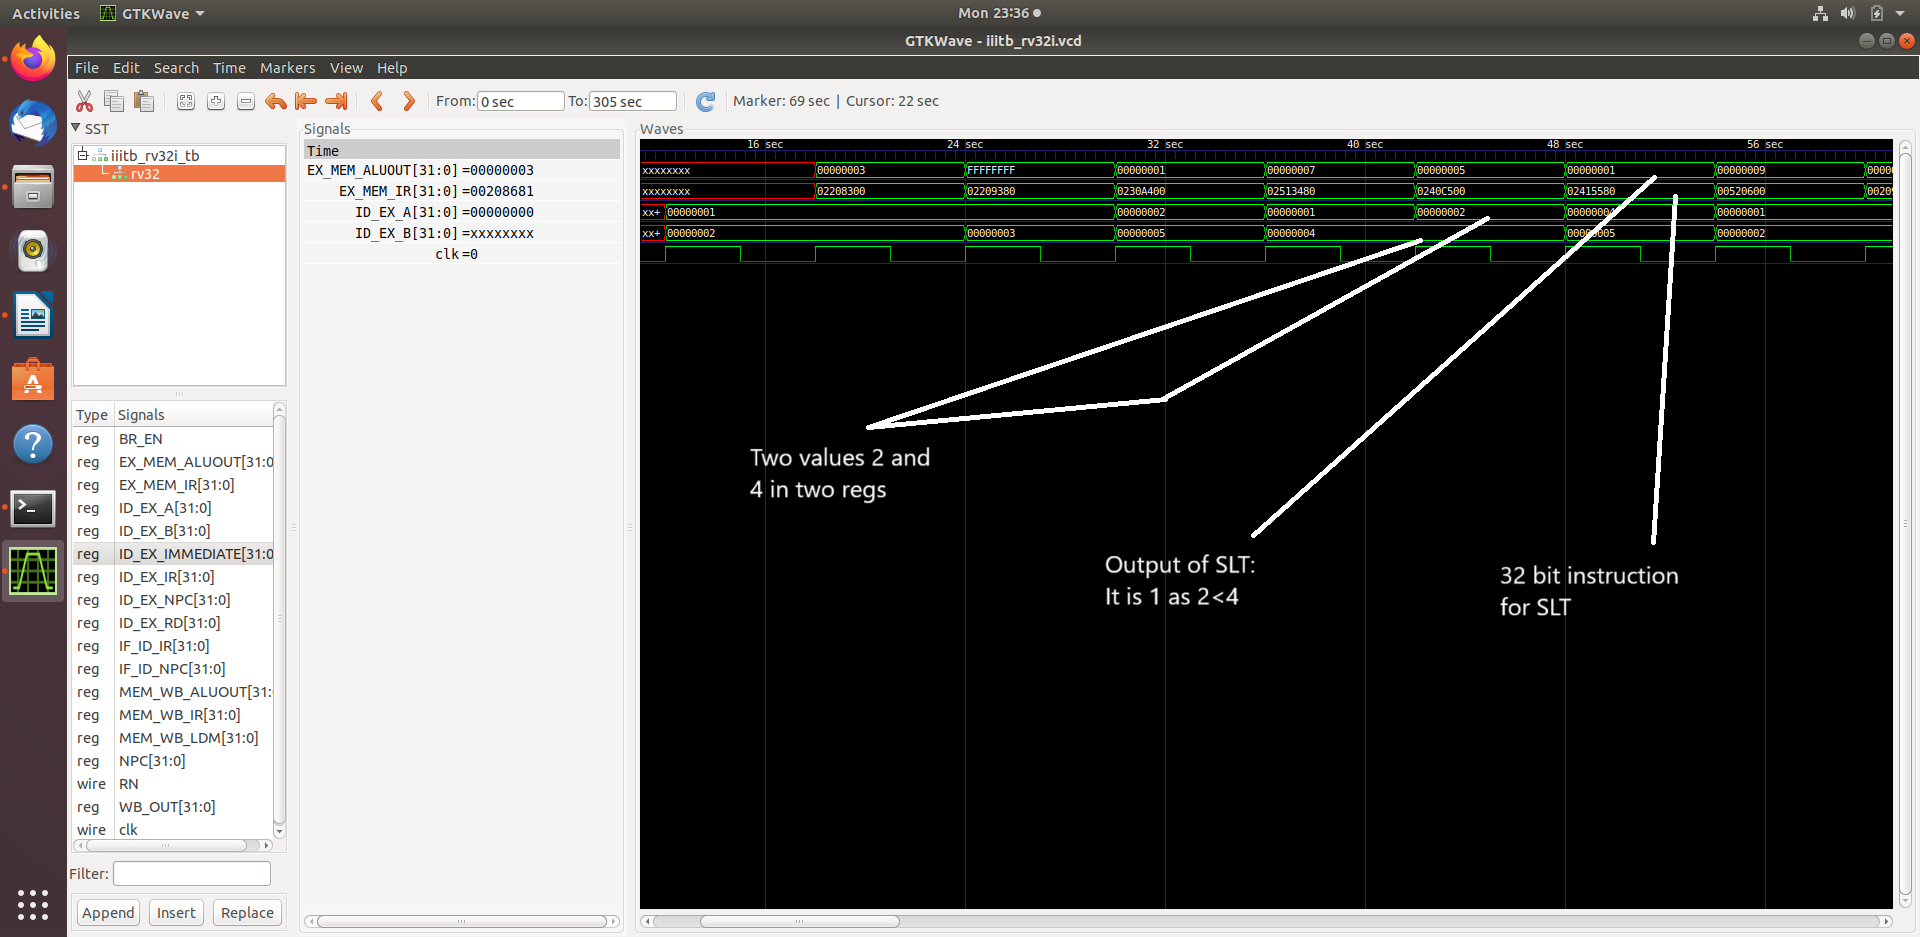 Activities GTKWave Mon 23:36
GTKWave - iiitb_rv32i.vcd
File Edit Search Time Markers View Help
From: 0 sec To: 305 sec Marker: 69 sec | Cursor: 22 sec
SST
iiitb_rv32i_tb
rv32
Type Signals
reg BR_EN
reg EX_MEM_ALUOUT[31:0
reg EX_MEM_IR[31:0]
reg ID_EX_A[31:0]
reg ID_EX_B[31:0]
reg ID_EX_IMMEDIATE[31:0
reg ID_EX_IR[31:0]
reg ID_EX_NPC[31:0]
reg ID_EX_RD[31:0]
reg IF_ID_IR[31:0]
reg IF_ID_NPC[31:0]
reg MEM_WB_ALUOUT[31:
reg MEM_WB_IR[31:0]
reg MEM_WB_LDM[31:0]
reg NPC[31:0]
wire RN
reg WB_OUT[31:0]
wire clk
Filter:
Append Insert Replace
Signals
Time
EX_MEM_ALUOUT[31:0] =00000003
EX_MEM_IR[31:0] =00208681
ID_EX_A[31:0] =00000000
ID_EX_B[31:0] =xxxxxxxx
clk =0
Waves
16 sec 24 sec 32 sec 40 sec 48 sec 56 sec
xxxxxxxx 00000003 FFFFFFFF 00000001 00000007 00000005 00000001 00000009 0000
xxxxxxxx 02208300 02209380 0230A400 02513480 0240C500 02415580 00520600 0020
xx+ 00000001 00000002 00000001 00000002 00000001
xx+ 00000002 00000003 00000005 00000004 00000005 00000002
Two values 2 and
4 in two regs
Output of SLT:
It is 1 as 2<4
32 bit instruction
for SLT